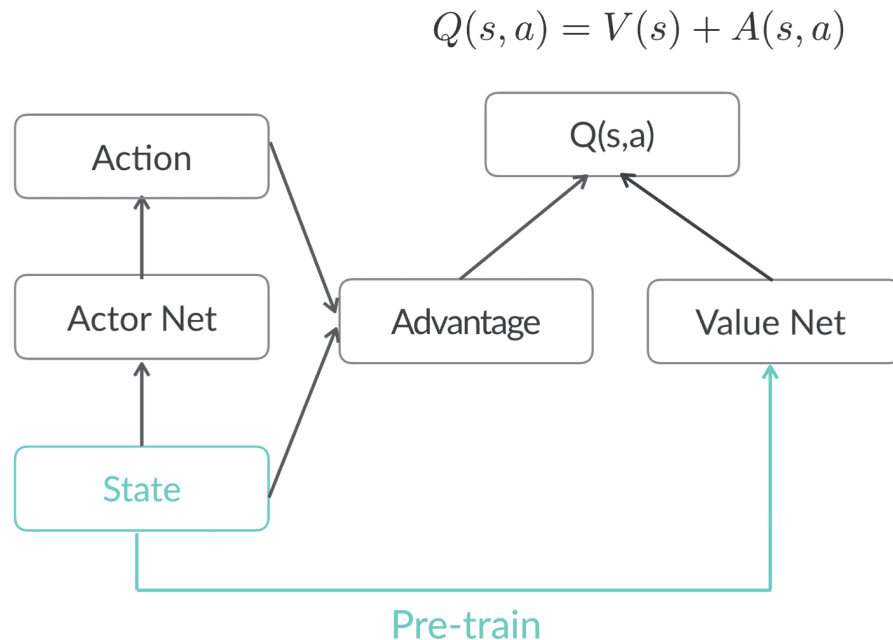 Q(s, a) = V(s) + A(s, a)
Action
Q(s,a)
Actor Net
Advantage
Value Net
State
Pre-train